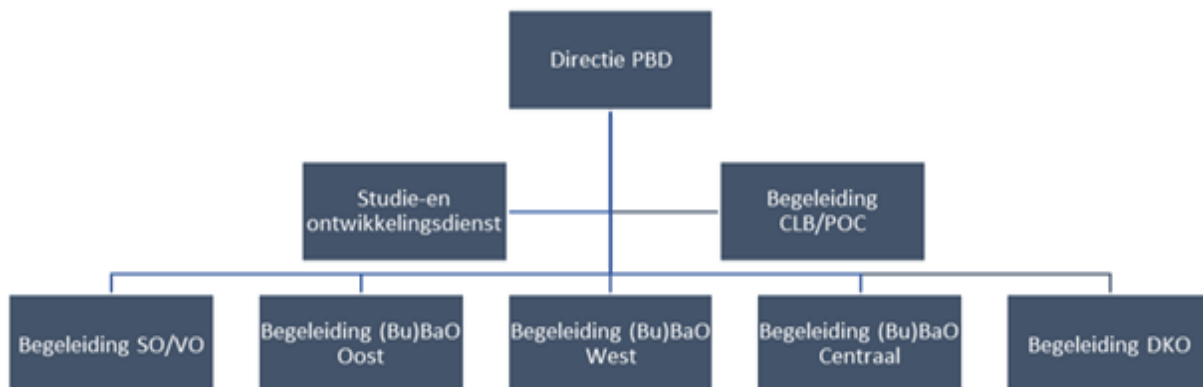 Directie PBD
Studie-en
ontwikkelingsdienst
Begeleiding
CLB/POC
Begeleiding SO/VO
Begeleiding (Bu)BaO
Oost
Begeleiding (Bu)BaO
West
Begeleiding (Bu)BaO
Centraal
Begeleiding DKO